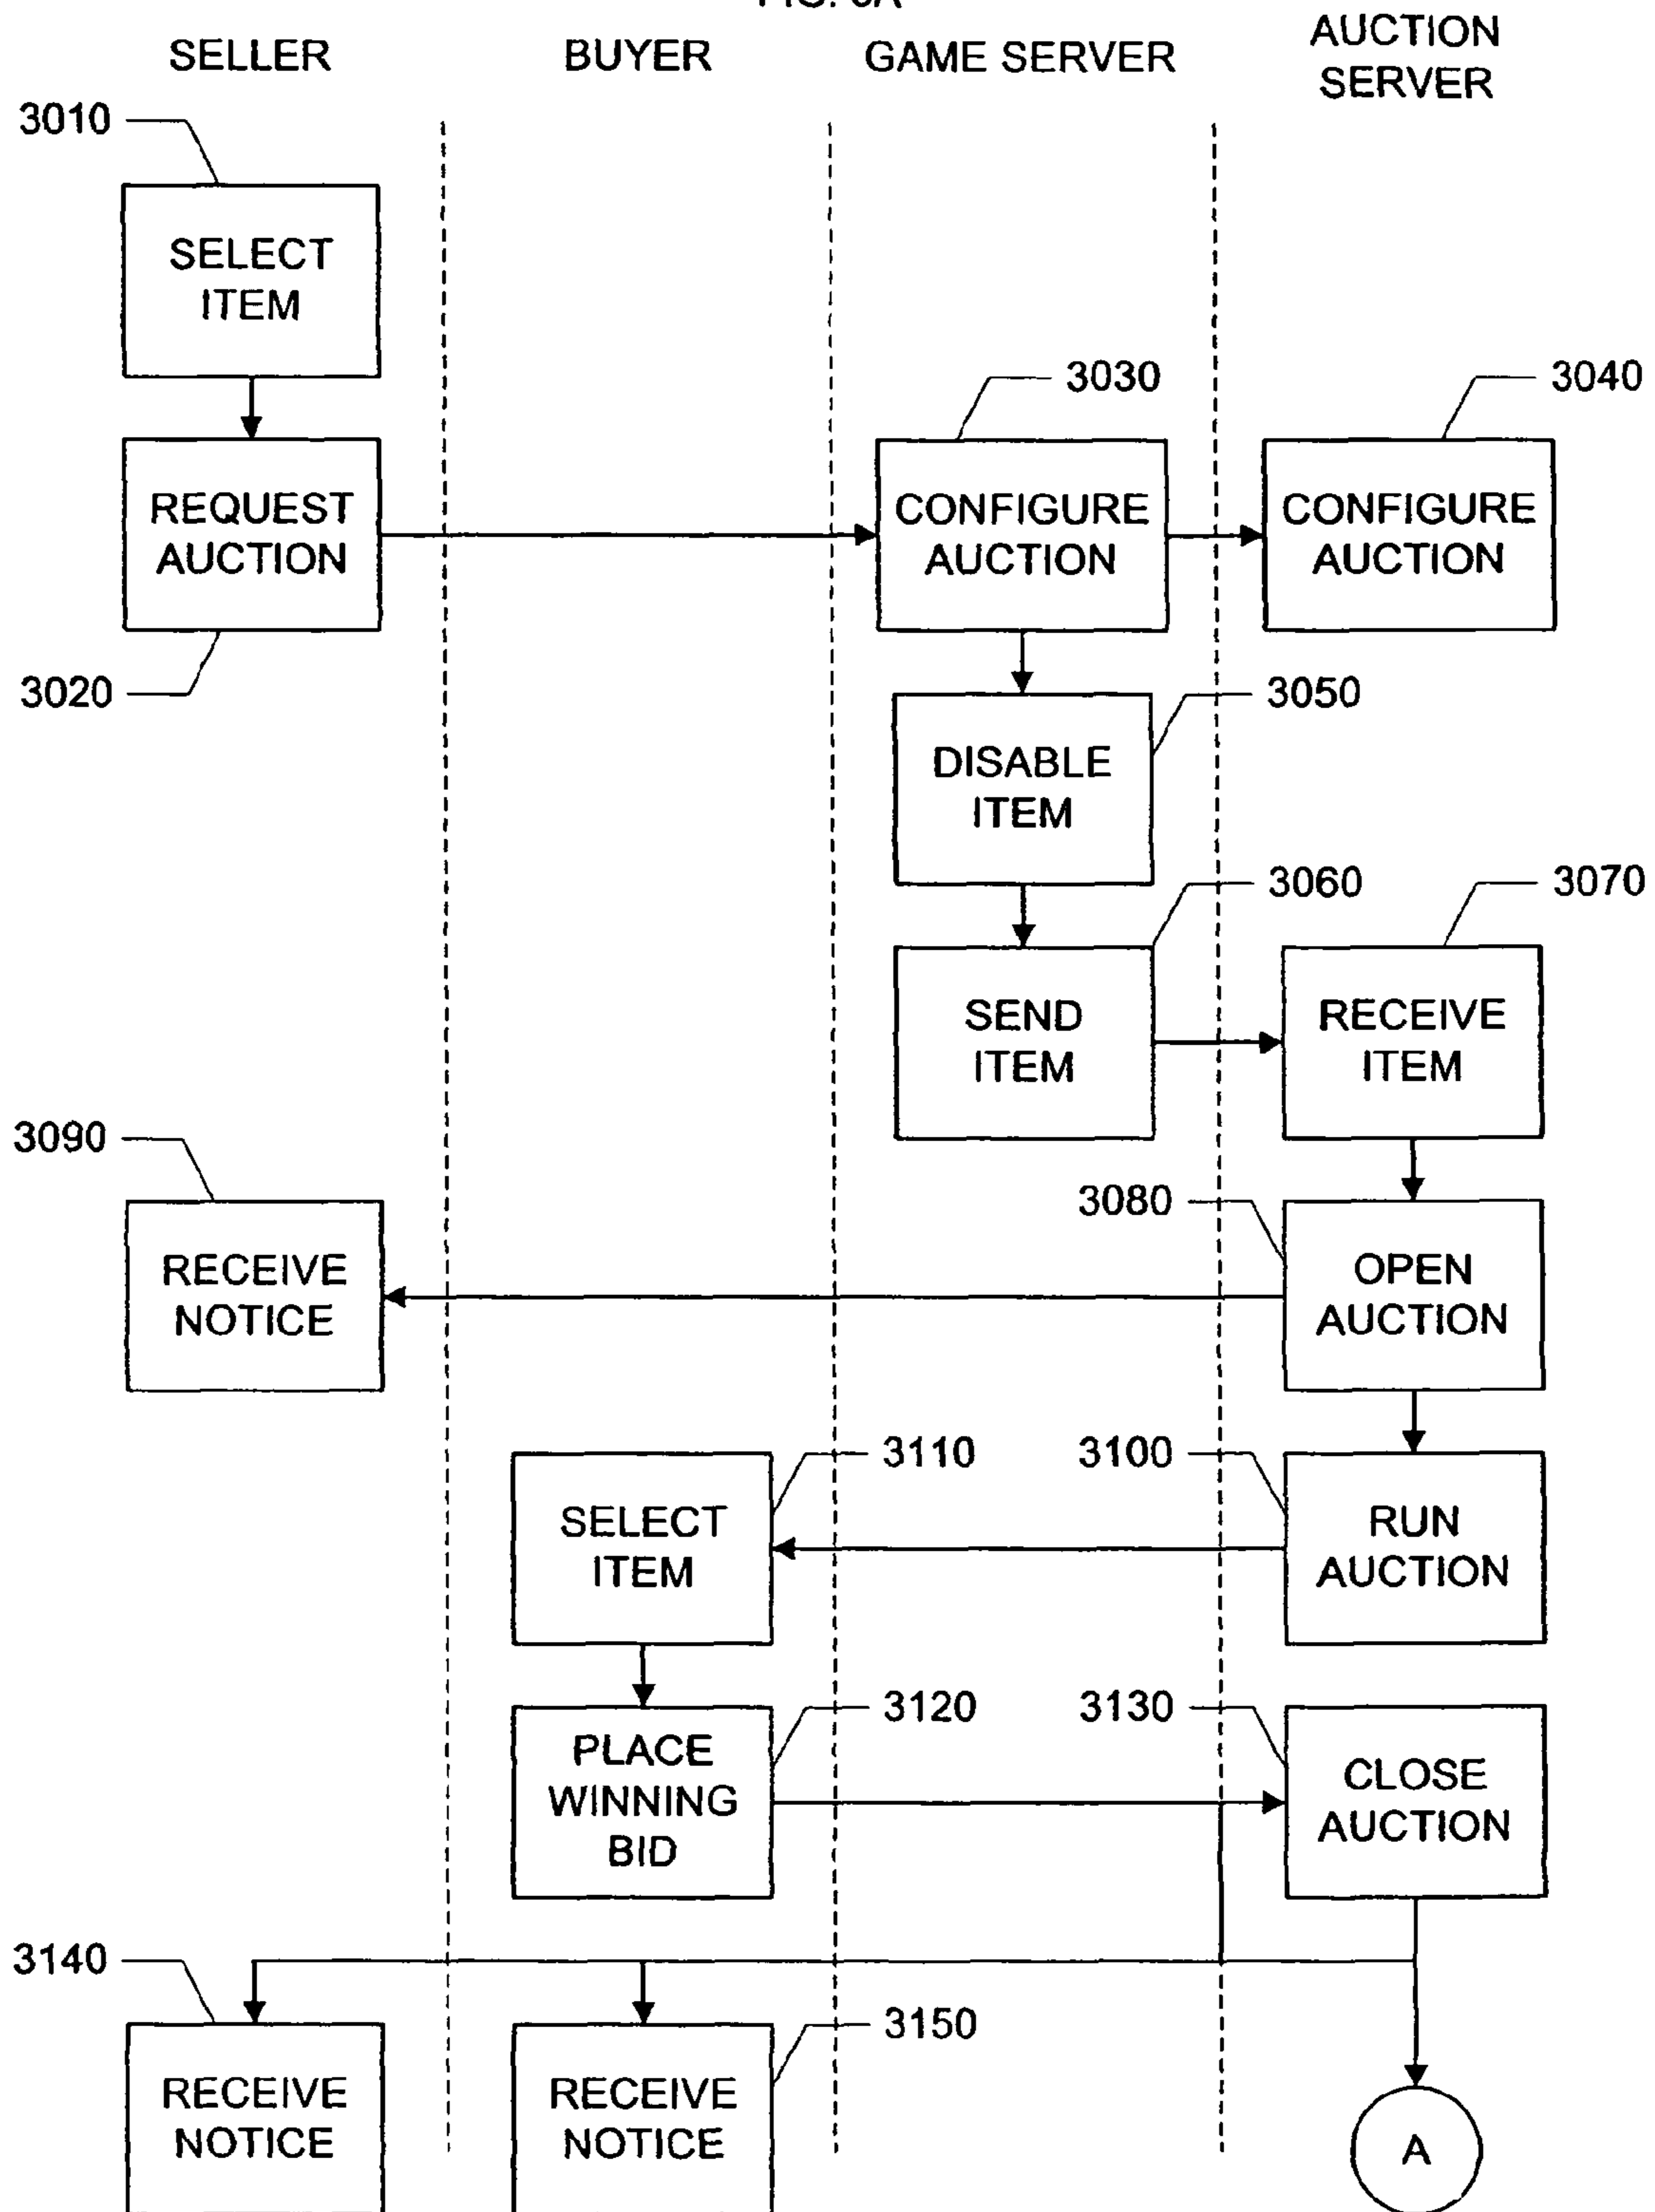 SELLER
BUYER
GAME SERVER
AUCTION
SERVER
3010
SELECT
ITEM
3030
3040
REQUEST
AUCTION
CONFIGURE
AUCTION
CONFIGURE
AUCTION
3020
3050
DISABLE
ITEM
3060
3070
SEND
ITEM
RECEIVE
ITEM
3090
3080
RECEIVE
NOTICE
OPEN
AUCTION
3110
3100
SELECT
ITEM
RUN
AUCTION
3120
3130
PLACE
WINNING
BID
CLOSE
AUCTION
3140
3150
RECEIVE
NOTICE
RECEIVE
NOTICE
A